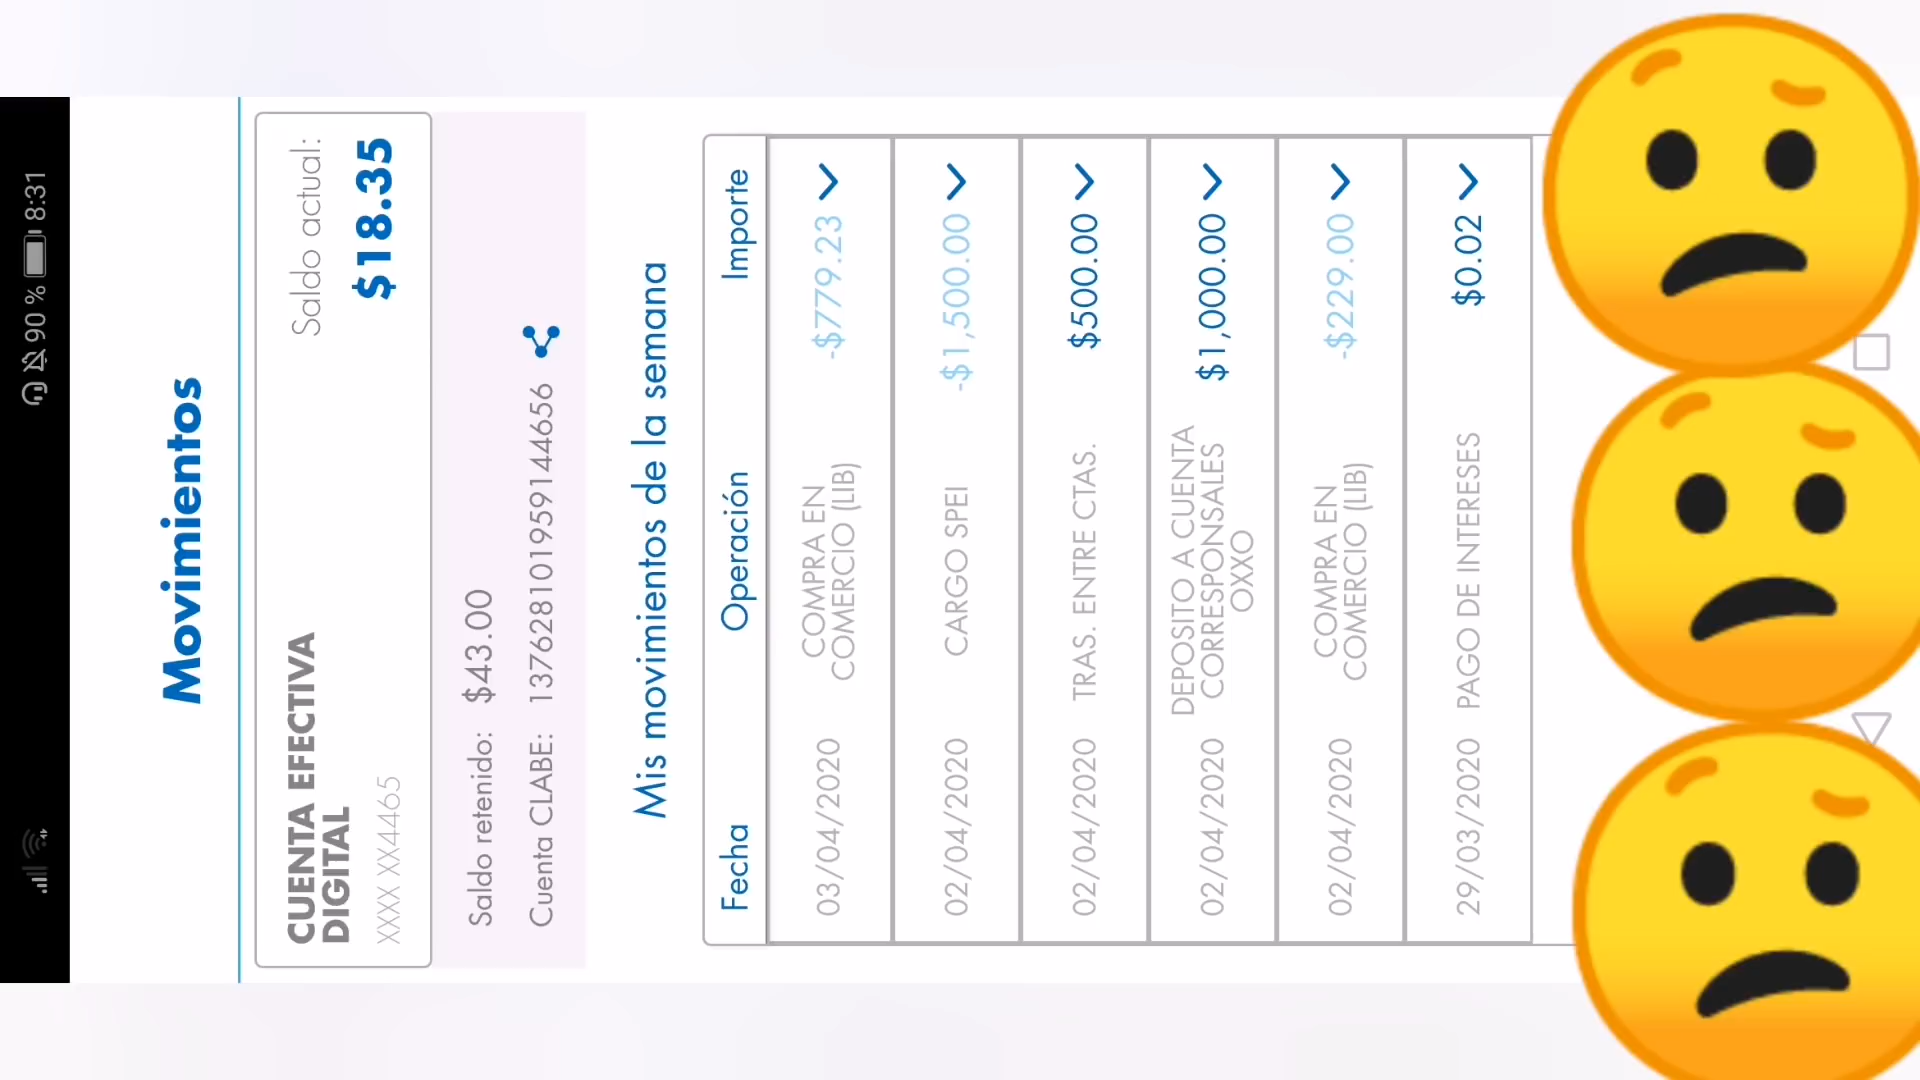 90 % 8:31
Movimientos
CUENTA EFECTIVA
DIGITAL
Saldo actual:
$18.35
XXXX XX4465
Saldo retenido: $43.00
Cuenta CLABE: 137628101959144656
Mis movimientos de la semana
Fecha Operación Importe
03/04/2020 COMPRA EN COMERCIO (LIB) -$779.23
02/04/2020 CARGO SPEI -$1,500.00
02/04/2020 TRAS. ENTRE CTAS. $500.00
02/04/2020 DEPOSITO A CUENTA CORRESPONSALES OXXO $1,000.00
02/04/2020 COMPRA EN COMERCIO (LIB) -$229.00
29/03/2020 PAGO DE INTERESES $0.02